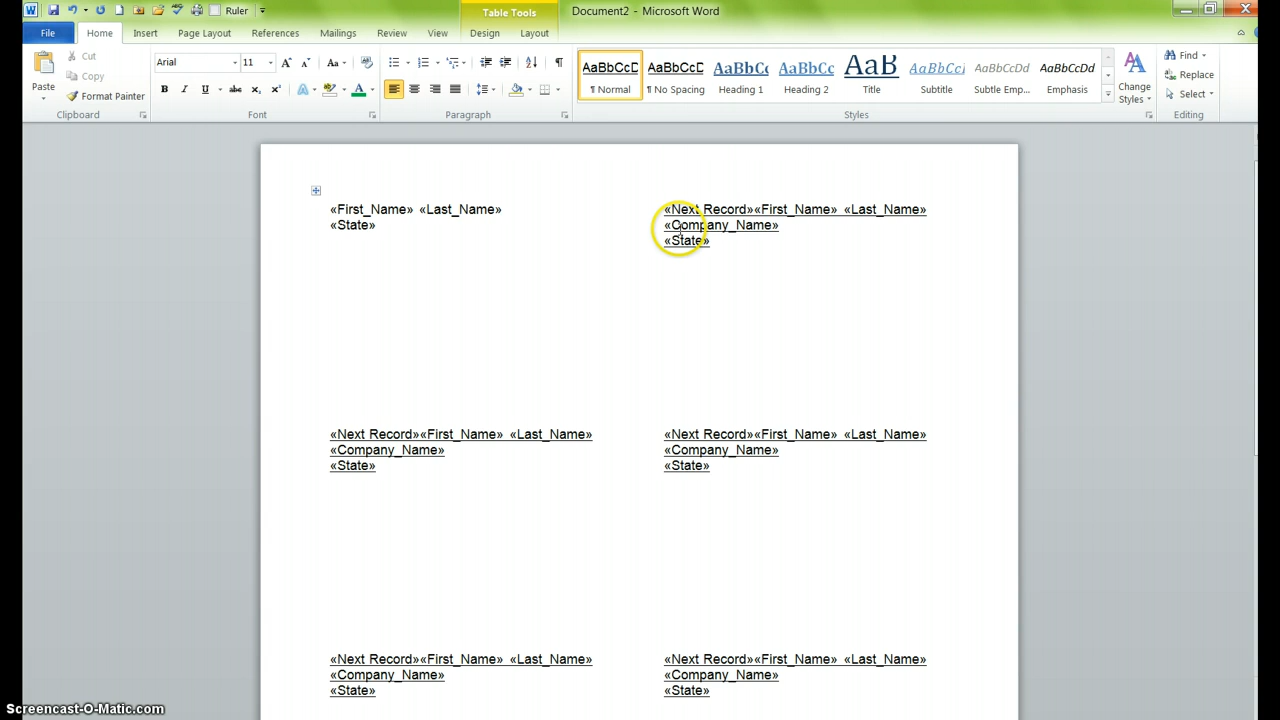 Ruler
Table Tools
Document2 - Microsoft Word
File Home Insert Page Layout References Mailings Review View Design Layout
Paste
Cut
Copy
Format Painter
Clipboard
Arial 11
Font
Paragraph
AaBbCcD
¶ Normal
AaBbCcD
¶ No Spacing
AaBbCc
Heading 1
AaBbCc
Heading 2
AaB
Title
AaBbCcI
Subtitle
AaBbCcDd
Subtle Emp...
AaBbCcDd
Emphasis
Styles
Change
Styles
Find
Replace
Select
Editing
«First_Name» «Last_Name»
«State»
«Next Record»«First_Name» «Last_Name»
«Company_Name»
«State»
«Next Record»«First_Name» «Last_Name»
«Company_Name»
«State»
«Next Record»«First_Name» «Last_Name»
«Company_Name»
«State»
«Next Record»«First_Name» «Last_Name»
«Company_Name»
«State»
«Next Record»«First_Name» «Last_Name»
«Company_Name»
«State»
Screencast-O-Matic.com